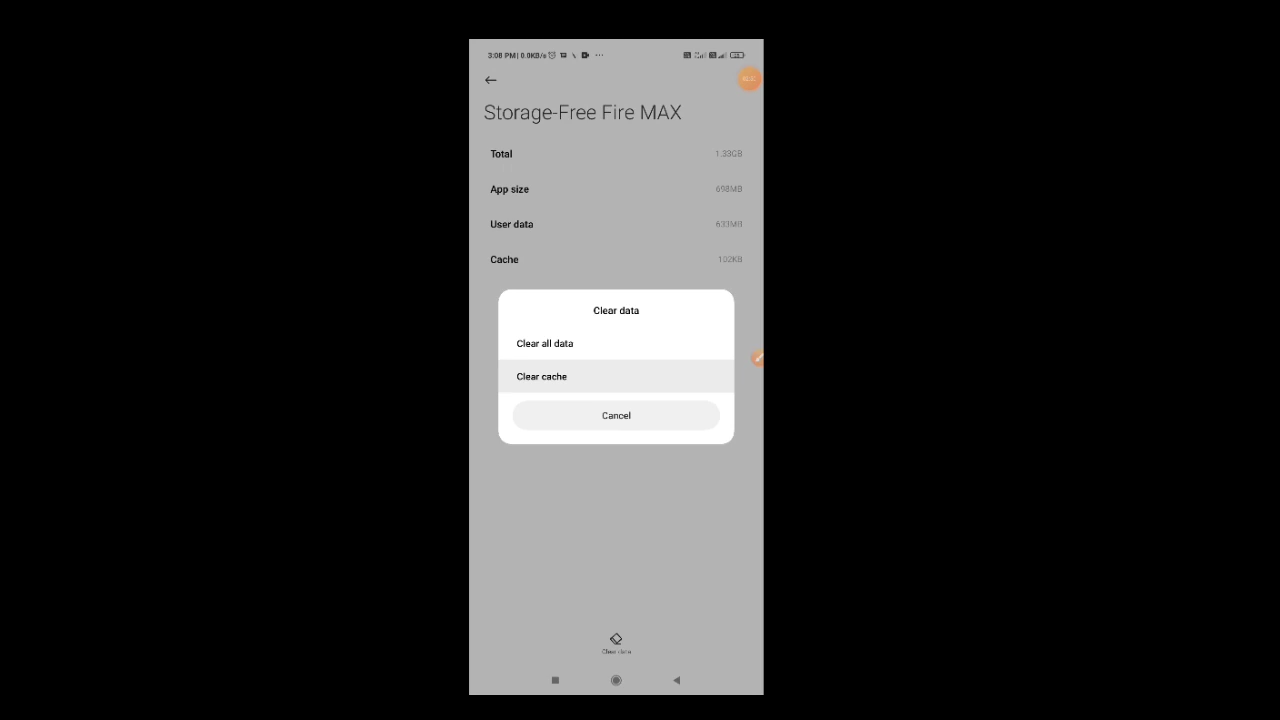 3:08 PM | 0.0KB/s ...
Storage-Free Fire MAX
Total 1.33GB
App size 698MB
User data 633MB
Cache 102KB
Clear data
Clear all data
Clear cache
Cancel
Clear data